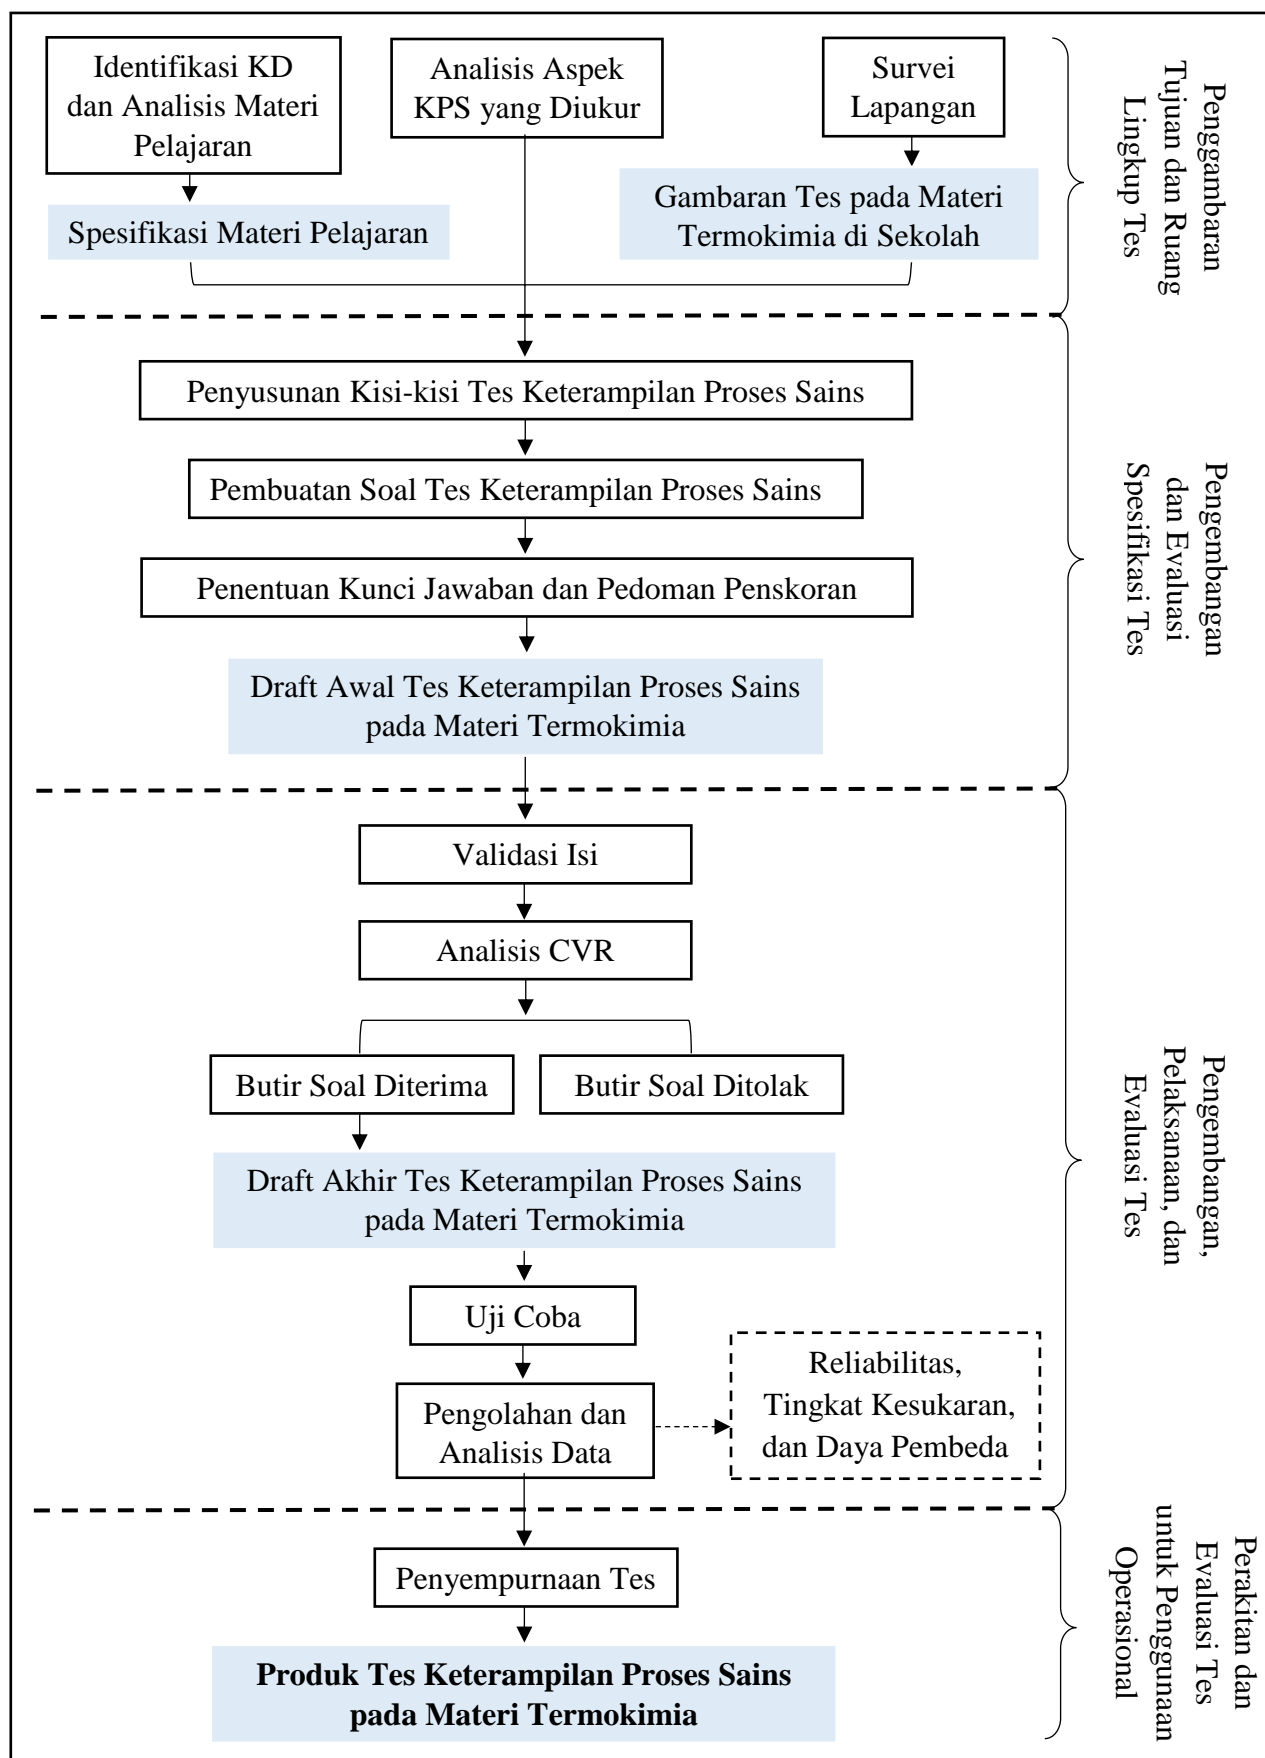 Identifikasi KD
dan Analisis Materi
Pelajaran
Analisis Aspek
KPS yang Diukur
Survei
Lapangan
Spesifikasi Materi Pelajaran
Gambaran Tes pada Materi
Termokimia di Sekolah
Penggambaran
Tujuan dan Ruang
Lingkup Tes
Penyusunan Kisi-kisi Tes Keterampilan Proses Sains
Pembuatan Soal Tes Keterampilan Proses Sains
Penentuan Kunci Jawaban dan Pedoman Penskoran
Draft Awal Tes Keterampilan Proses Sains
pada Materi Termokimia
Pengembangan
dan Evaluasi
Spesifikasi Tes
Validasi Isi
Analisis CVR
Butir Soal Diterima
Butir Soal Ditolak
Draft Akhir Tes Keterampilan Proses Sains
pada Materi Termokimia
Uji Coba
Pengolahan dan
Analisis Data
Reliabilitas,
Tingkat Kesukaran,
dan Daya Pembeda
Pengembangan,
Pelaksanaan, dan
Evaluasi Tes
Penyempurnaan Tes
Produk Tes Keterampilan Proses Sains
pada Materi Termokimia
Perakitan dan
Evaluasi Tes
untuk Penggunaan
Operasional